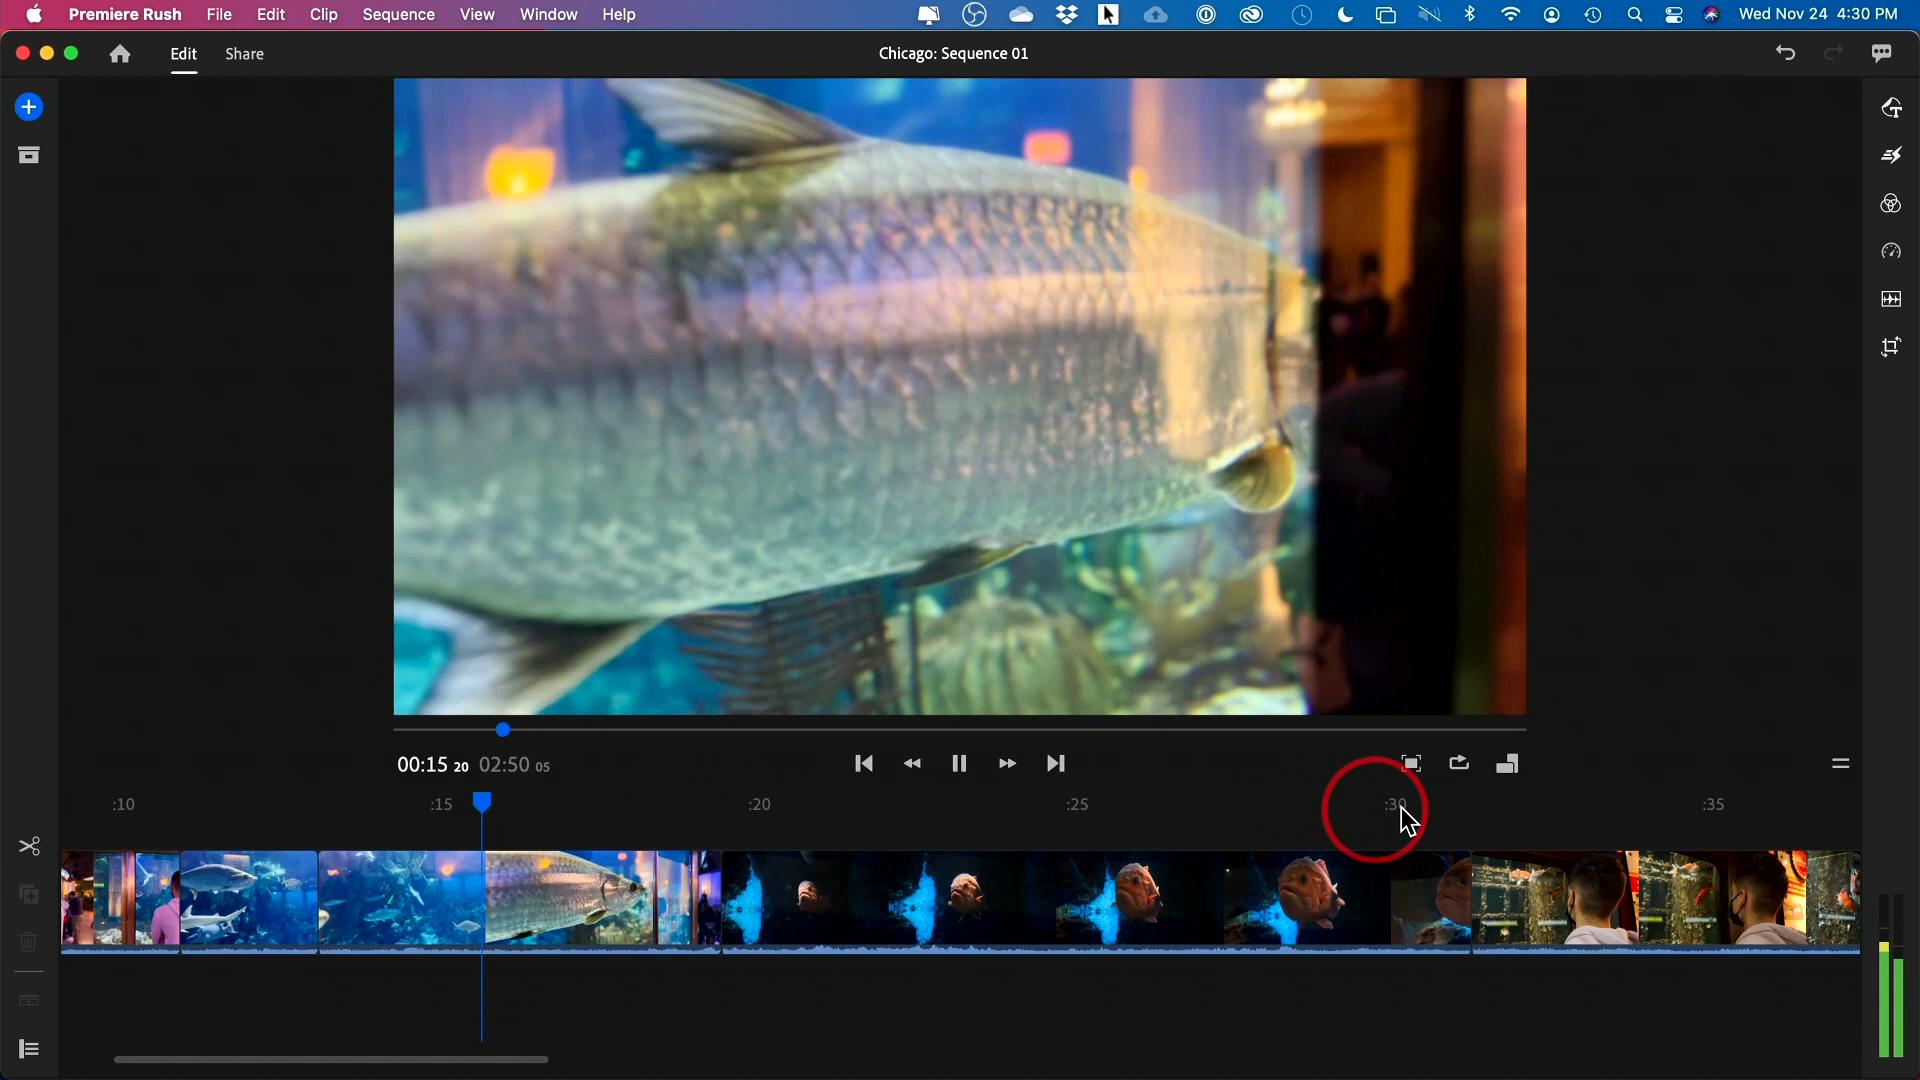 Premiere Rush File Edit Clip Sequence View Window Help Wed Nov 24 4:30 PM
Edit Share Chicago: Sequence 01
00:15 20 02:50 05
:10 :15 :20 :25 :30 :35